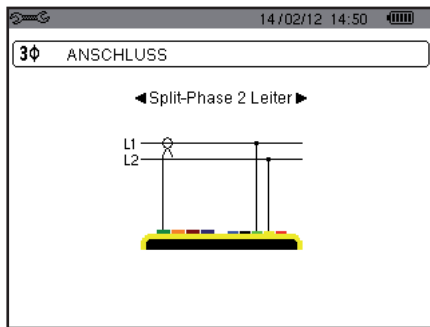 14/02/12 14:50
3Φ ANSCHLUSS
◄Split-Phase 2 Leiter►
L1
L2